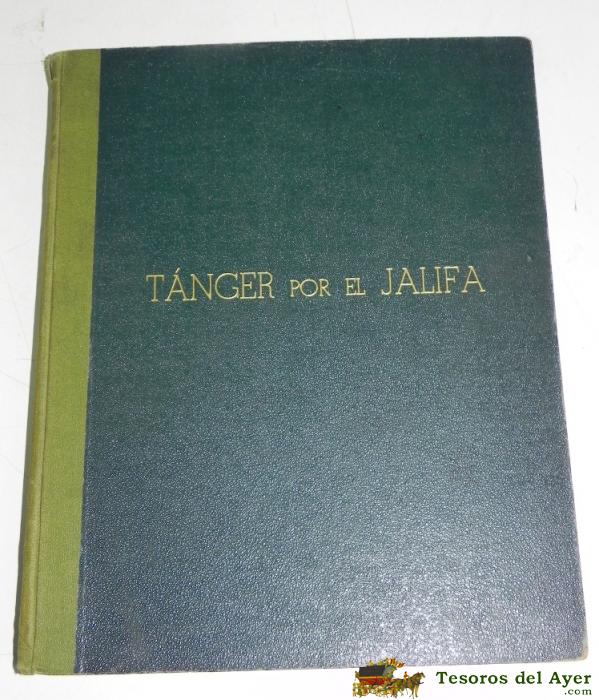 TÁNGER POR EL JALIFA
Tesoros del Ayer
.com